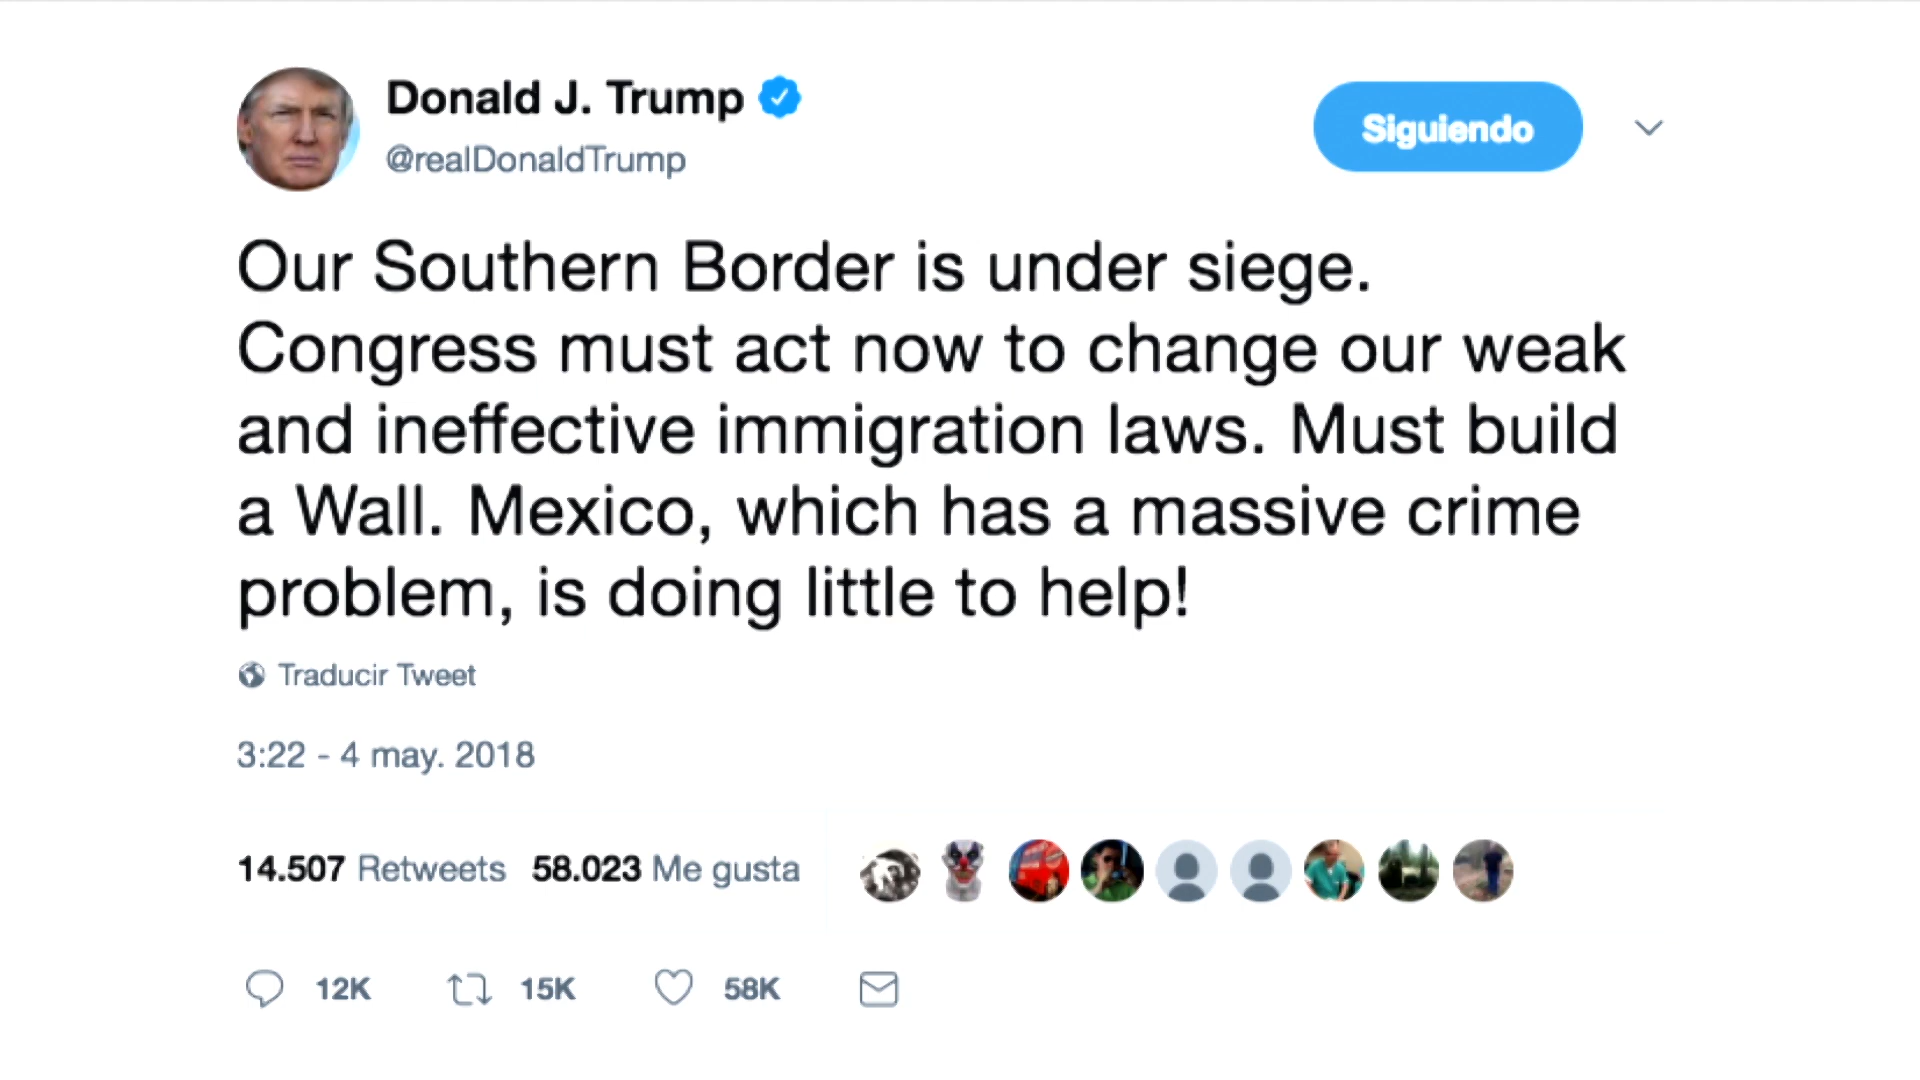 Donald J. Trump
@realDonaldTrump
Siguiendo
Our Southern Border is under siege.
Congress must act now to change our weak
and ineffective immigration laws. Must build
a Wall. Mexico, which has a massive crime
problem, is doing little to help!
Traducir Tweet
3:22 - 4 may. 2018
14.507 Retweets 58.023 Me gusta
12K 15K 58K